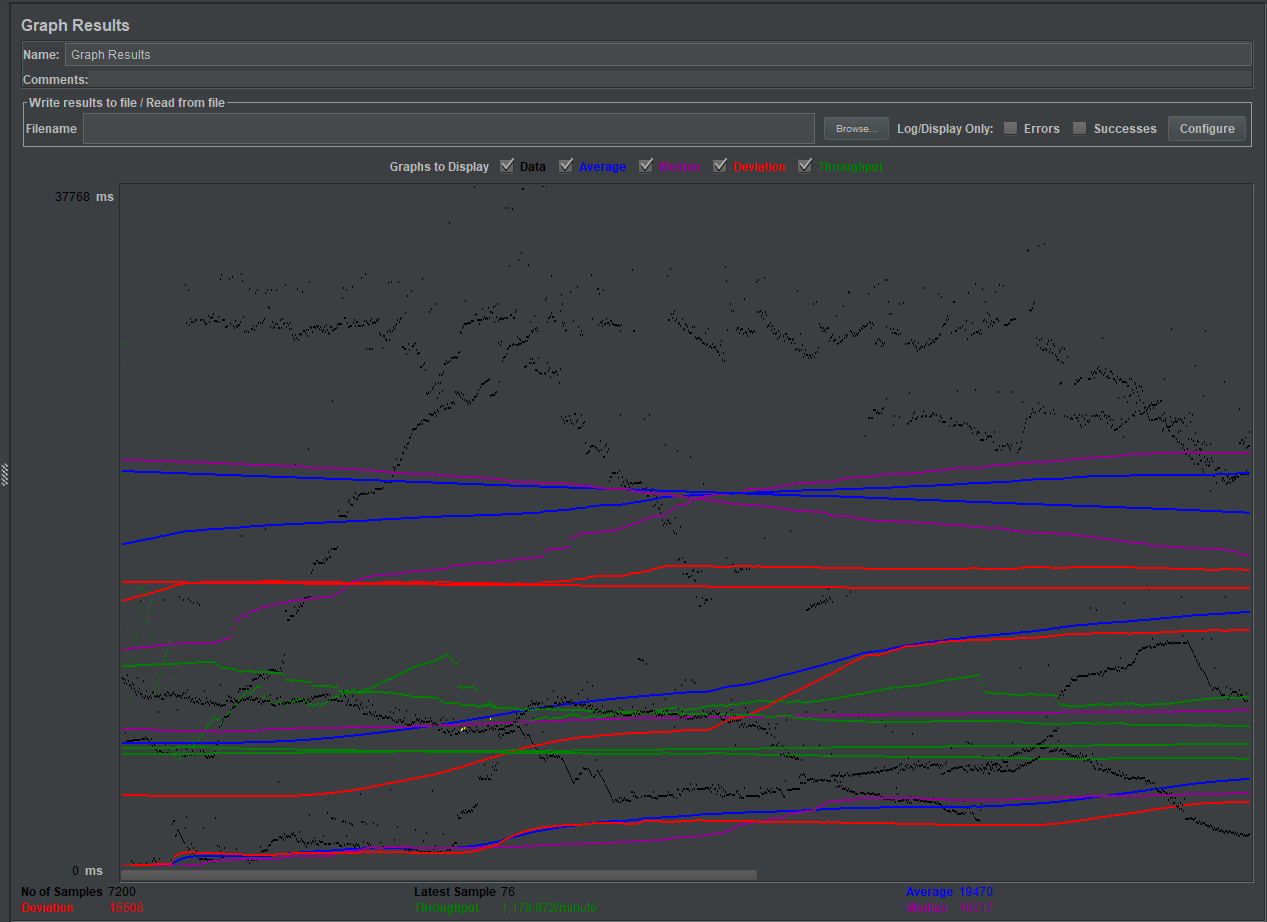 Graph Results
Name: Graph Results
Comments:
Write results to file / Read from file
Filename Browse... Log/Display Only: Errors Successes Configure
Graphs to Display Data Average Median Deviation Throughput
37768 ms
0 ms
No of Samples 7200 Latest Sample 76 Average 19470
Deviation 15508 Throughput 1,178.972/minute Median